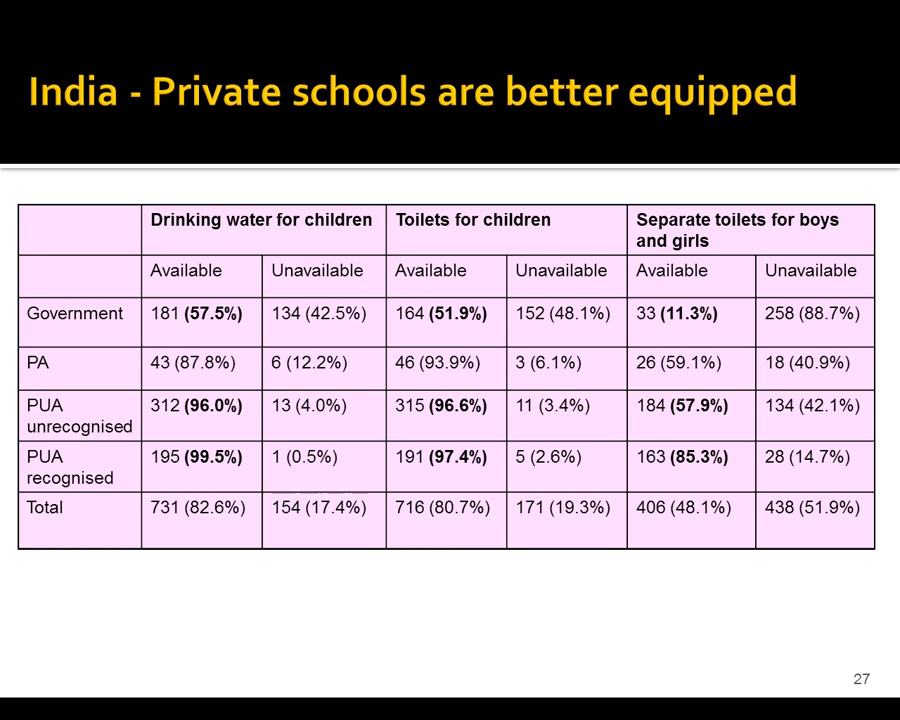 India - Private schools are better equipped
Drinking water for children Toilets for children Separate toilets for boys
and girls
Available Unavailable Available Unavailable Available Unavailable
Government 181 (57.5%) 134 (42.5%) 164 (51.9%) 152 (48.1%) 33 (11.3%) 258 (88.7%)
PA 43 (87.8%) 6 (12.2%) 46 (93.9%) 3 (6.1%) 26 (59.1%) 18 (40.9%)
PUA 312 (96.0%) 13 (4.0%) 315 (96.6%) 11 (3.4%) 184 (57.9%) 134 (42.1%)
unrecognised
PUA 195 (99.5%) 1 (0.5%) 191 (97.4%) 5 (2.6%) 163 (85.3%) 28 (14.7%)
recognised
Total 731 (82.6%) 154 (17.4%) 716 (80.7%) 171 (19.3%) 406 (48.1%) 438 (51.9%)
27